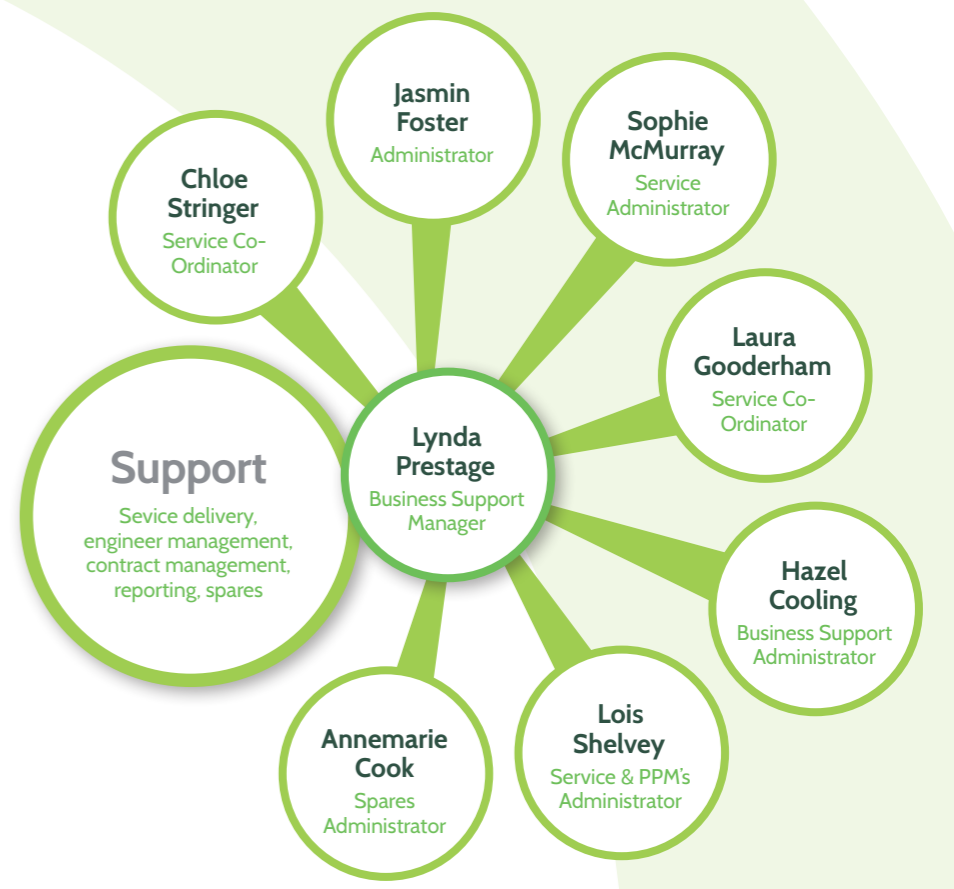 Jasmin
Foster
Administrator
Sophie
McMurray
Service
Administrator
Chloe
Stringer
Service Co-
Ordinator
Laura
Gooderham
Service Co-
Ordinator
Lynda
Prestage
Business Support
Manager
Support
Sevice delivery,
engineer management,
contract management,
reporting, spares
Hazel
Cooling
Business Support
Administrator
Lois
Shelvey
Service & PPM's
Administrator
Annemarie
Cook
Spares
Administrator